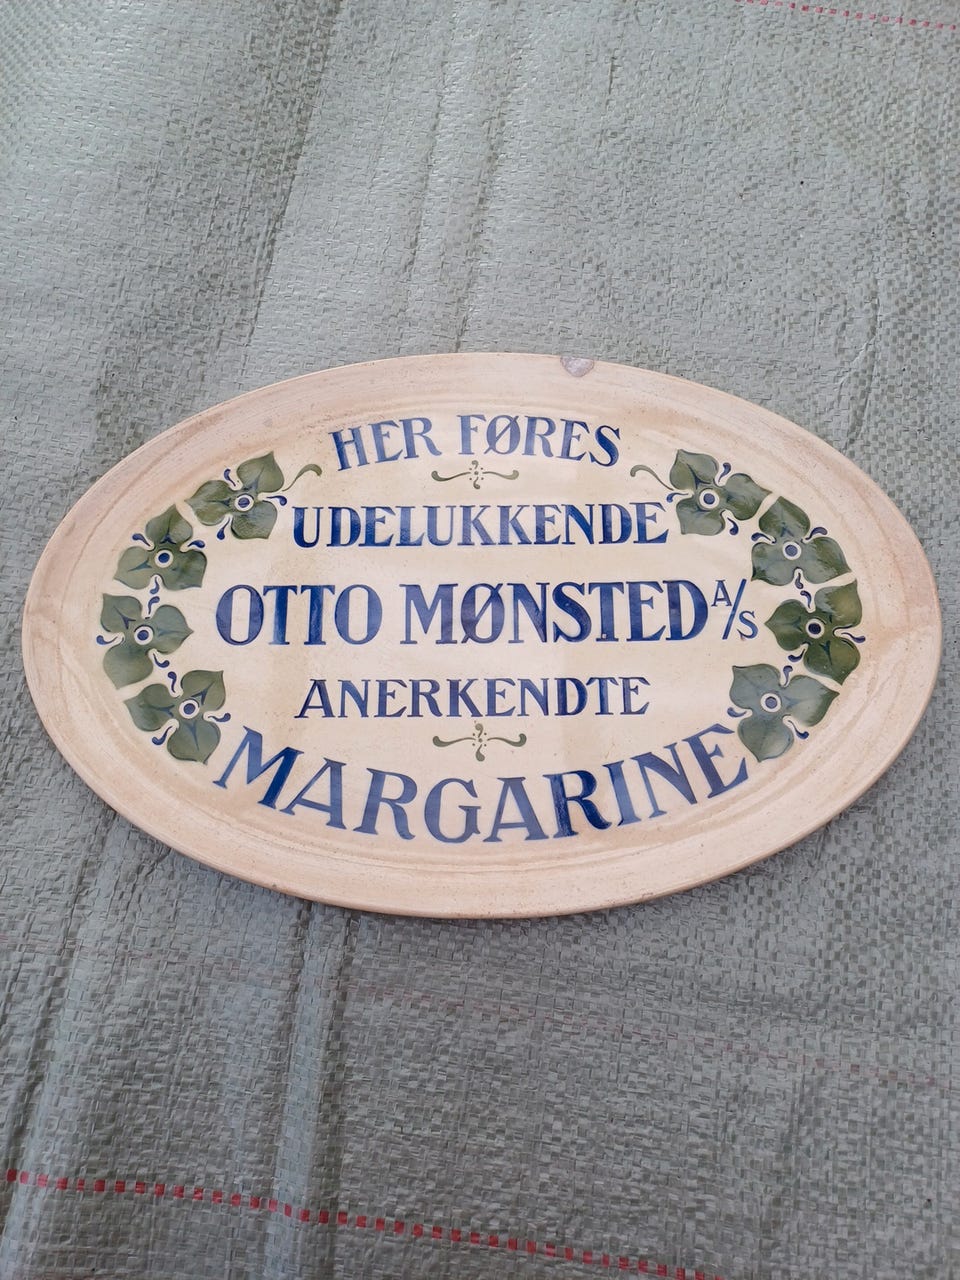 HER FØRES
UDELUKKENDE
OTTO MØNSTED A/S
ANERKENDTE
MARGARINE